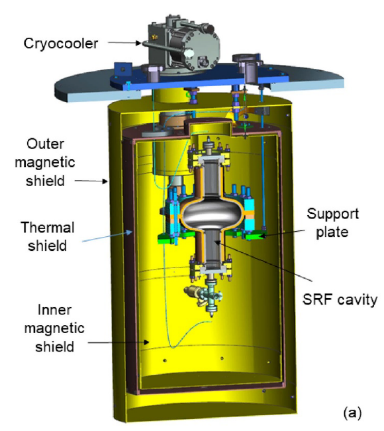 Cryocooler
Outer
magnetic
shield
Thermal
shield
Support
plate
SRF cavity
Inner
magnetic
shield
(a)